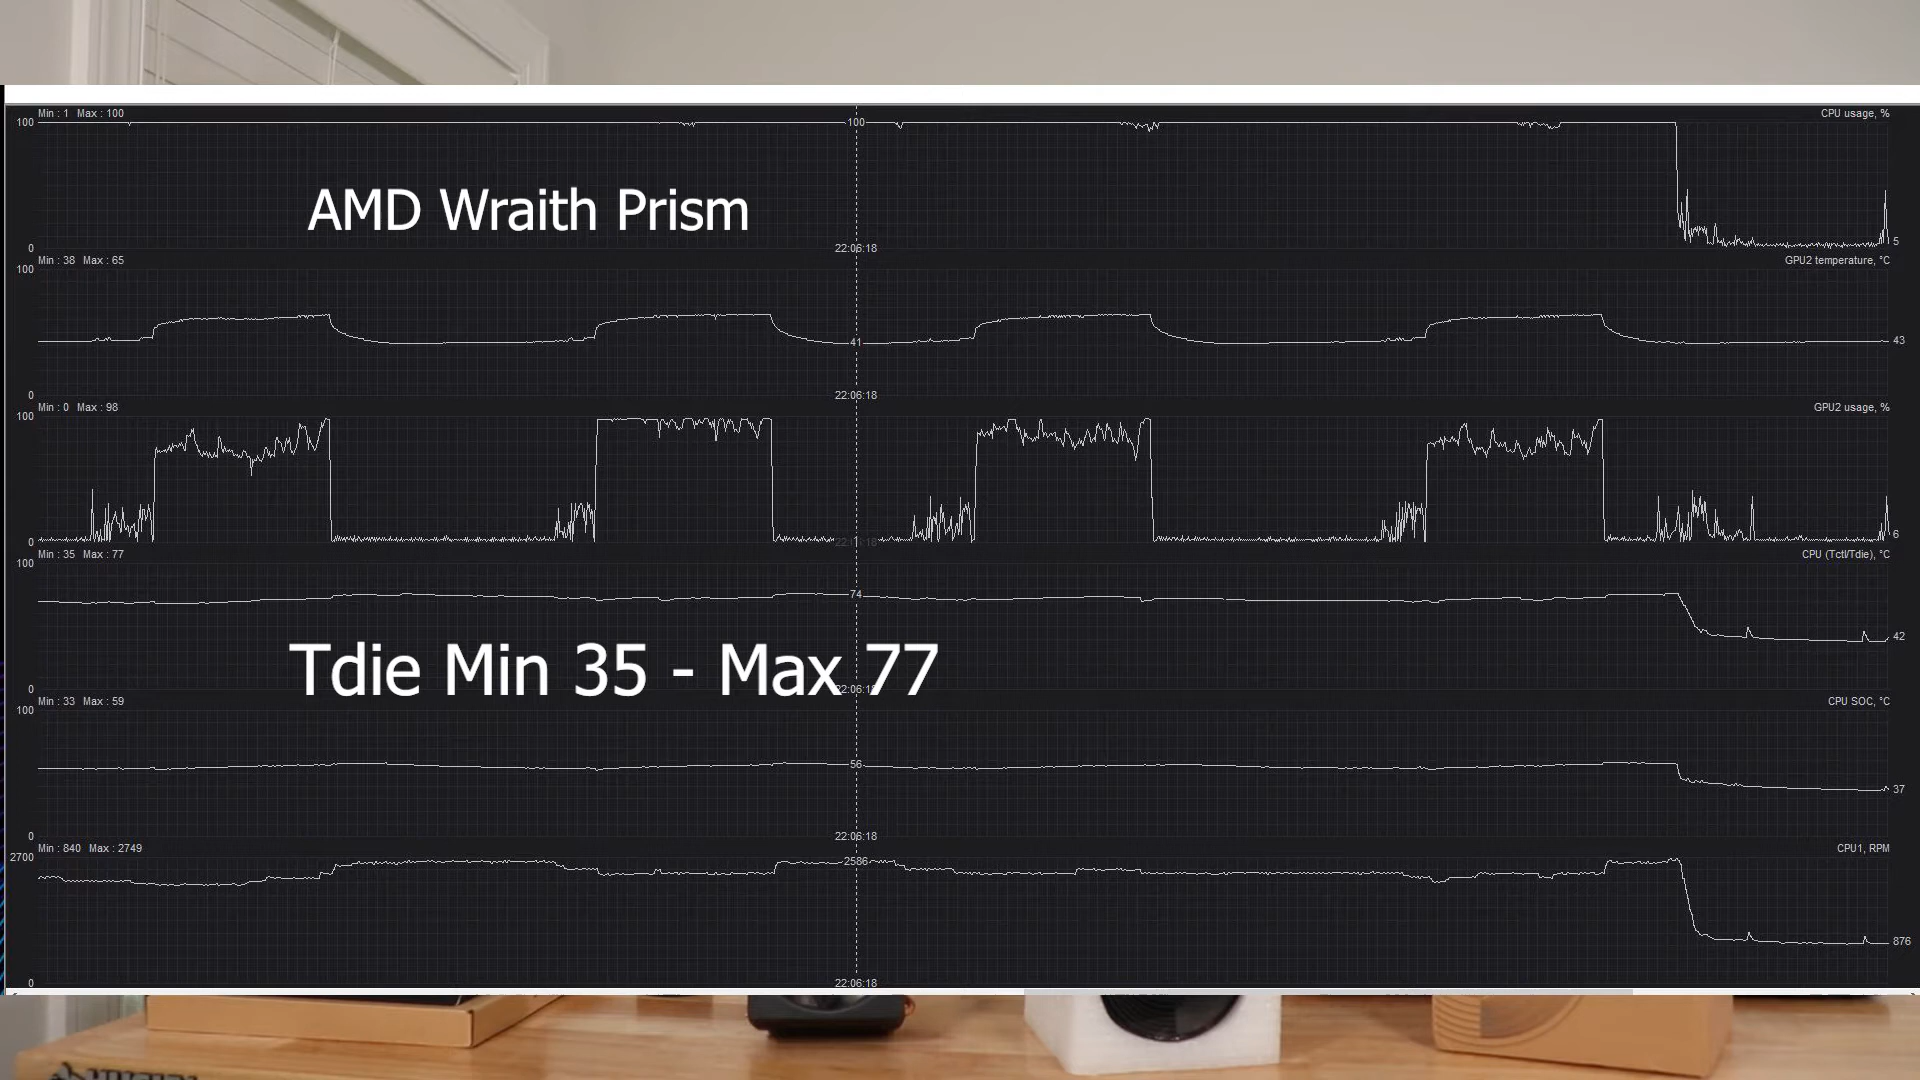 Min : 1 Max : 100
CPU usage, %
100
100
AMD Wraith Prism
0
22:06:18
5
Min : 38 Max : 65
GPU2 temperature, °C
100
41
43
0
22:06:18
Min : 0 Max : 98
GPU2 usage, %
100
0
6
Min : 35 Max : 77
CPU (Tctl/Tdie), °C
100
74
42
Tdie Min 35 - Max 77
0
22:06:18
Min : 33 Max : 59
CPU SOC, °C
100
56
37
0
22:06:18
Min : 840 Max : 2749
CPU1, RPM
2700
2586
876
0
22:06:18